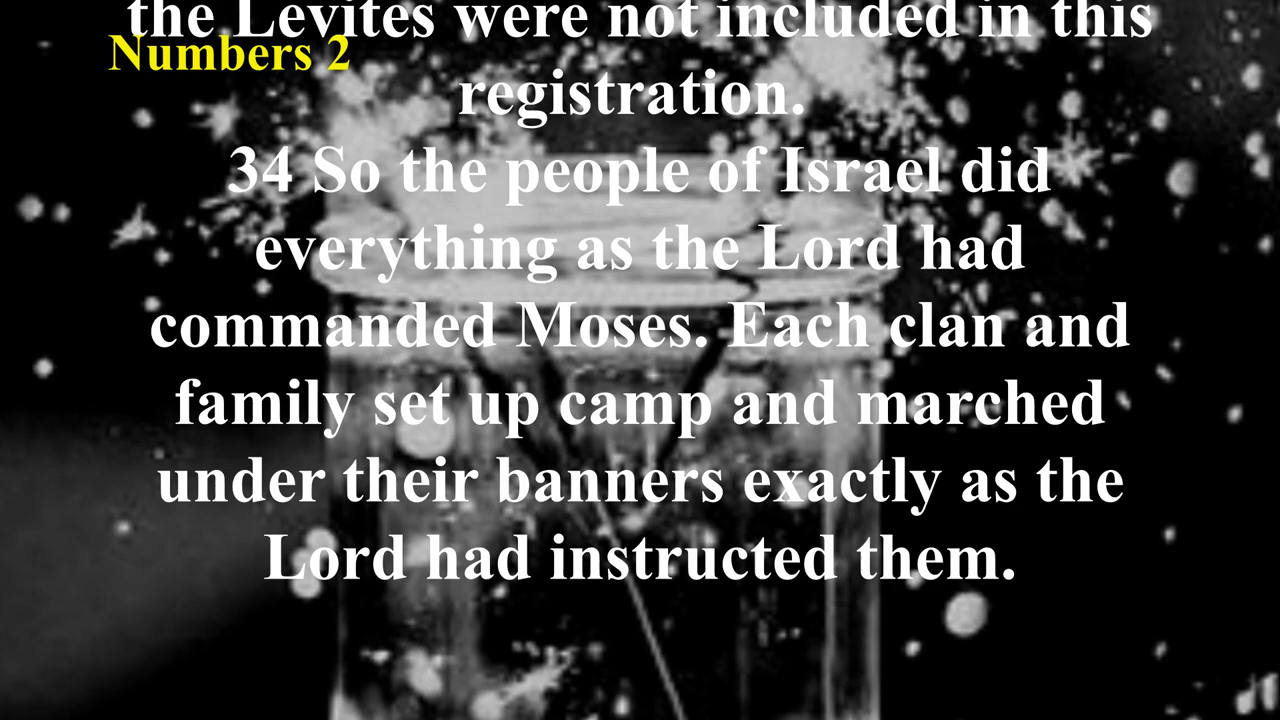 the Levites were not included in this
Numbers 2
registration.
34 So the people of Israel did
everything as the Lord had
commanded Moses. Each clan and
family set up camp and marched
under their banners exactly as the
Lord had instructed them.